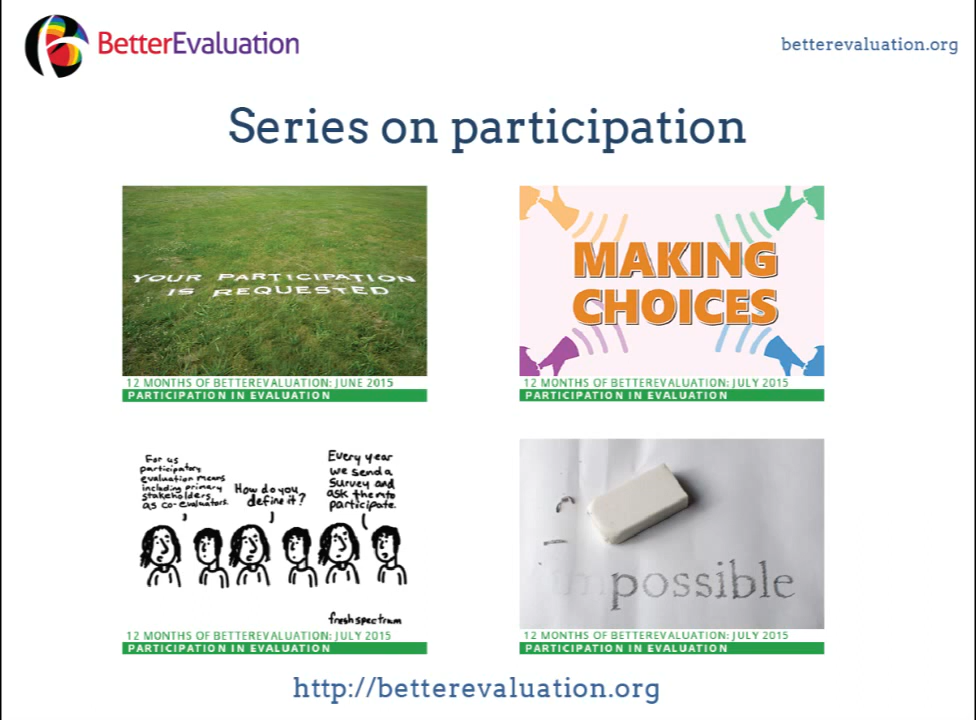 BetterEvaluation
betterevaluation.org
Series on participation
YOUR PARTICIPATION
IS REQUESTED
12 MONTHS OF BETTEREVALUATION: JUNE 2015
PARTICIPATION IN EVALUATION
MAKING
CHOICES
12 MONTHS OF BETTEREVALUATION: JULY 2015
PARTICIPATION IN EVALUATION
For us
participatory
evaluation means
including primary
stakeholders
as co-evaluators.
How do you
define it?
Every year
we send a
survey and
ask them to
participate.
freshspectrum
12 MONTHS OF BETTEREVALUATION: JULY 2015
PARTICIPATION IN EVALUATION
impossible
12 MONTHS OF BETTEREVALUATION: JULY 2015
PARTICIPATION IN EVALUATION
http://betterevaluation.org